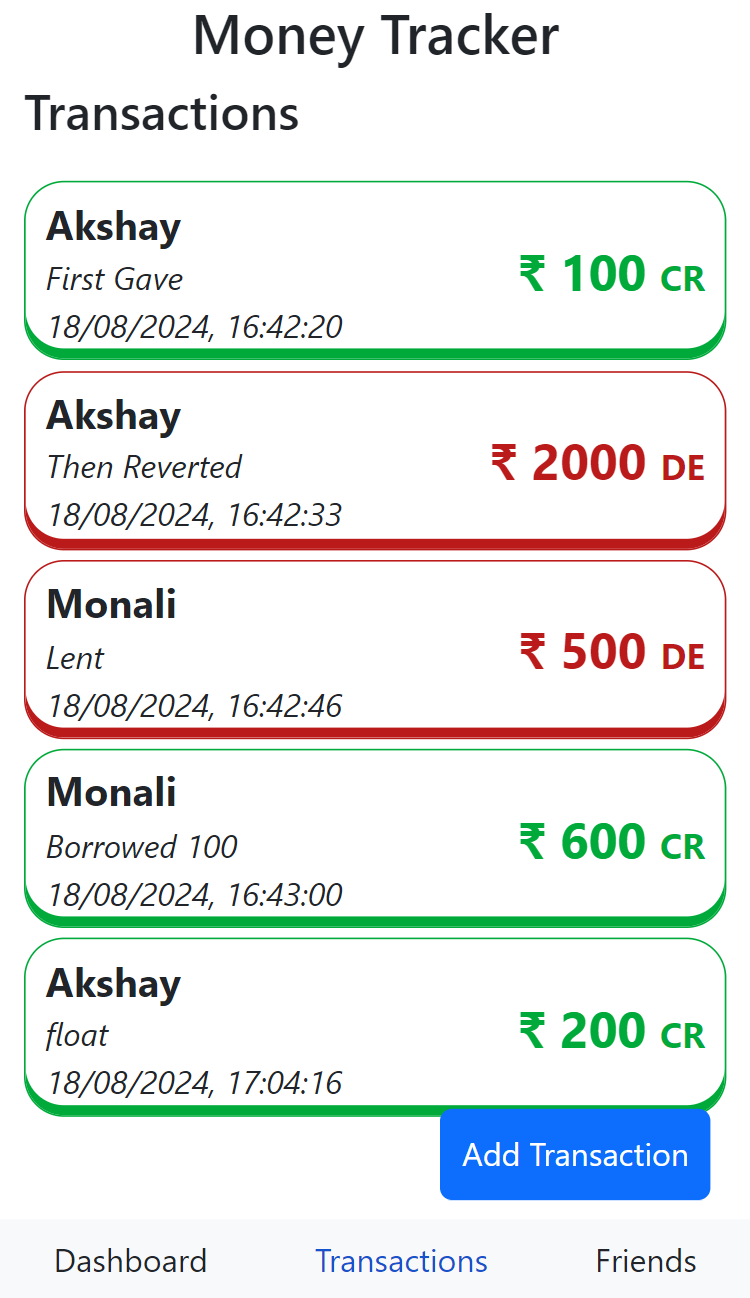 Money Tracker
Transactions
Akshay
First Gave
18/08/2024, 16:42:20
₹ 100 CR
Akshay
Then Reverted
18/08/2024, 16:42:33
₹ 2000 DE
Monali
Lent
18/08/2024, 16:42:46
₹ 500 DE
Monali
Borrowed 100
18/08/2024, 16:43:00
₹ 600 CR
Akshay
float
18/08/2024, 17:04:16
₹ 200 CR
Add Transaction
Dashboard Transactions Friends